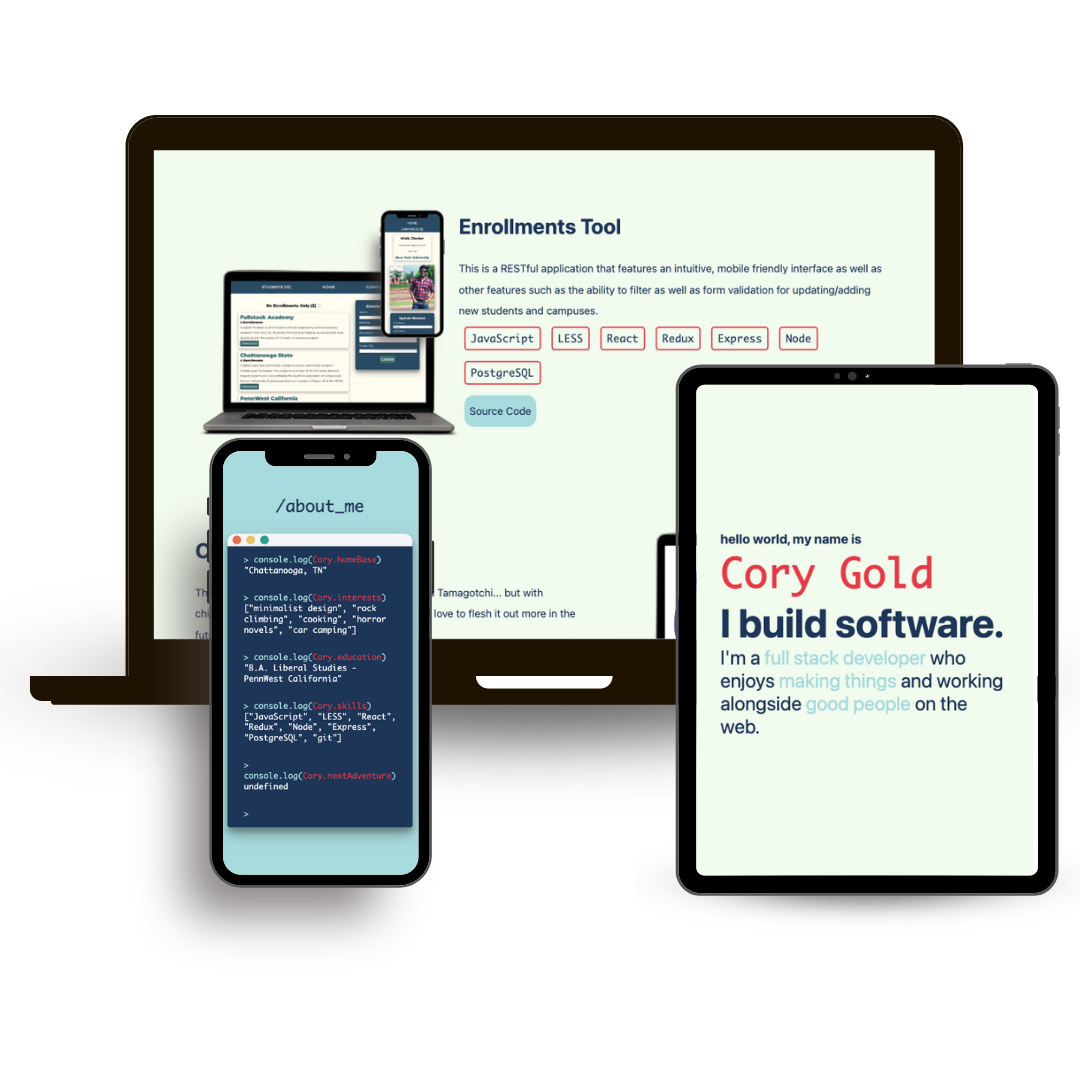 Enrollments Tool
This is a RESTful application that features an intuitive, mobile friendly interface as well as
other features such as the ability to filter as well as form validation for updating/adding
new students and campuses.
JavaScript LESS React Redux Express Node
PostgreSQL
Source Code
HOME
STUDENTS HOME
No Enrollments Only
Fullstack Academy
Chattanooga State
PennWest California
Tamagotchi... but with
love to flesh it out more in the
/about_me
> console.log(Cory.homeBase)
"Chattanooga, TN"
> console.log(Cory.interests)
["minimalist design", "rock
climbing", "cooking", "horror
novels", "car camping"]
> console.log(Cory.education)
"B.A. Liberal Studies -
PennWest California"
> console.log(Cory.skills)
["JavaScript", "LESS", "React",
"Redux", "Node", "Express",
"PostgreSQL", "git"]
>
console.log(Cory.nextAdventure)
undefined
>
hello world, my name is
Cory Gold
I build software.
I'm a full stack developer who
enjoys making things and working
alongside good people on the
web.